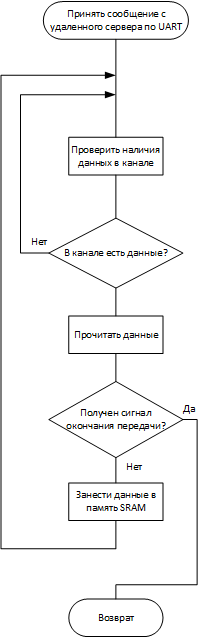 Принять сообщение с
удаленного сервера по UART
Проверить наличия
данных в канале
Нет
В канале есть данные?
Прочитать данные
Да
Получен сигнал
окончания передачи?
Нет
Занести данные в
память SRAM
Возврат